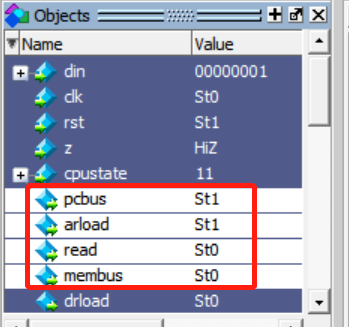 Objects
Name Value
din 00000001
clk St0
rst St1
z HiZ
cpustate 11
pcbus St1
arload St1
read St0
membus St0
drload St0